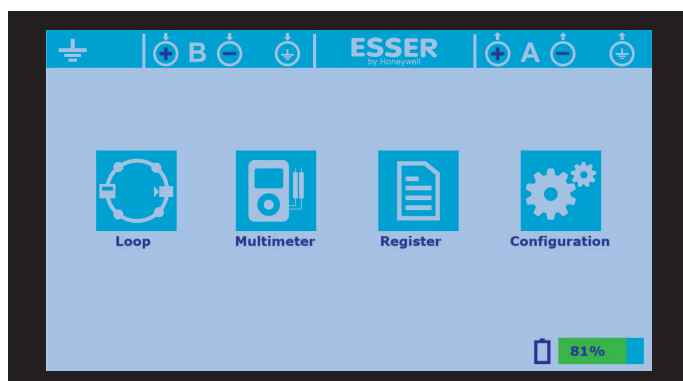 B
ESSER
by Honeywell
A
Loop
Multimeter
Register
Configuration
81%